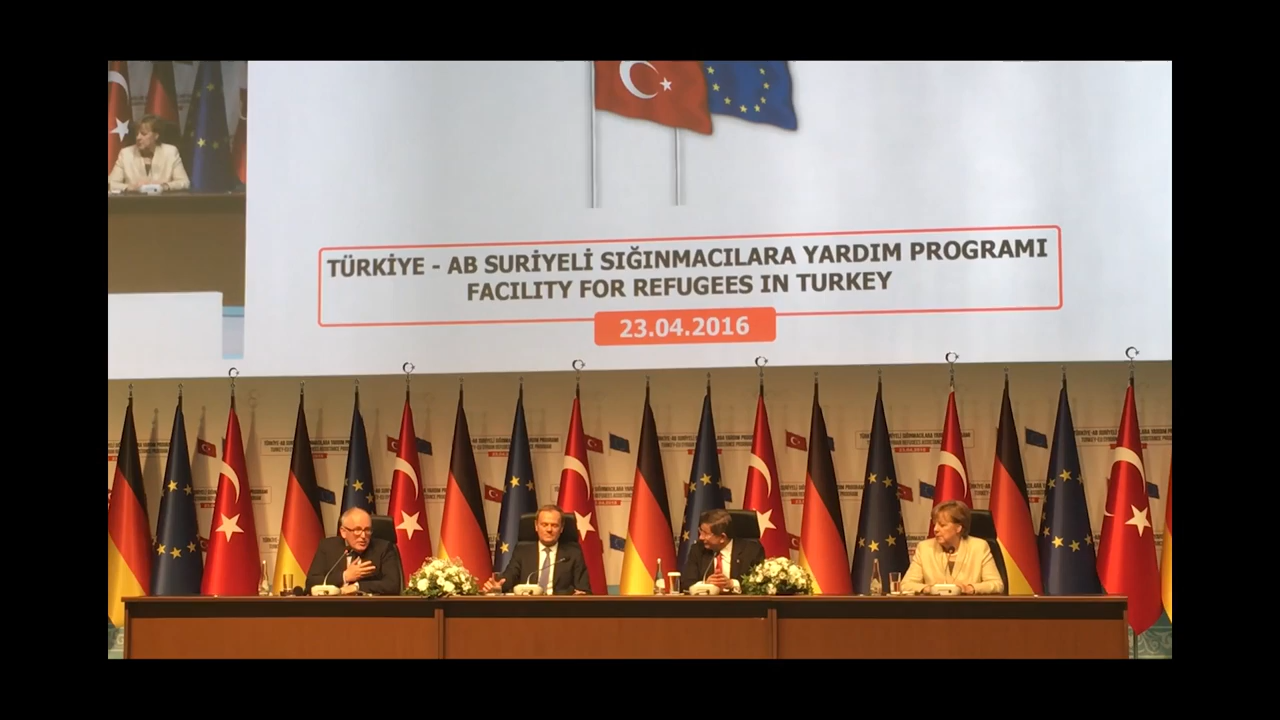 TÜRKİYE - AB SURİYELİ SIĞINMACILARA YARDIM PROGRAMI
FACILITY FOR REFUGEES IN TURKEY
23.04.2016